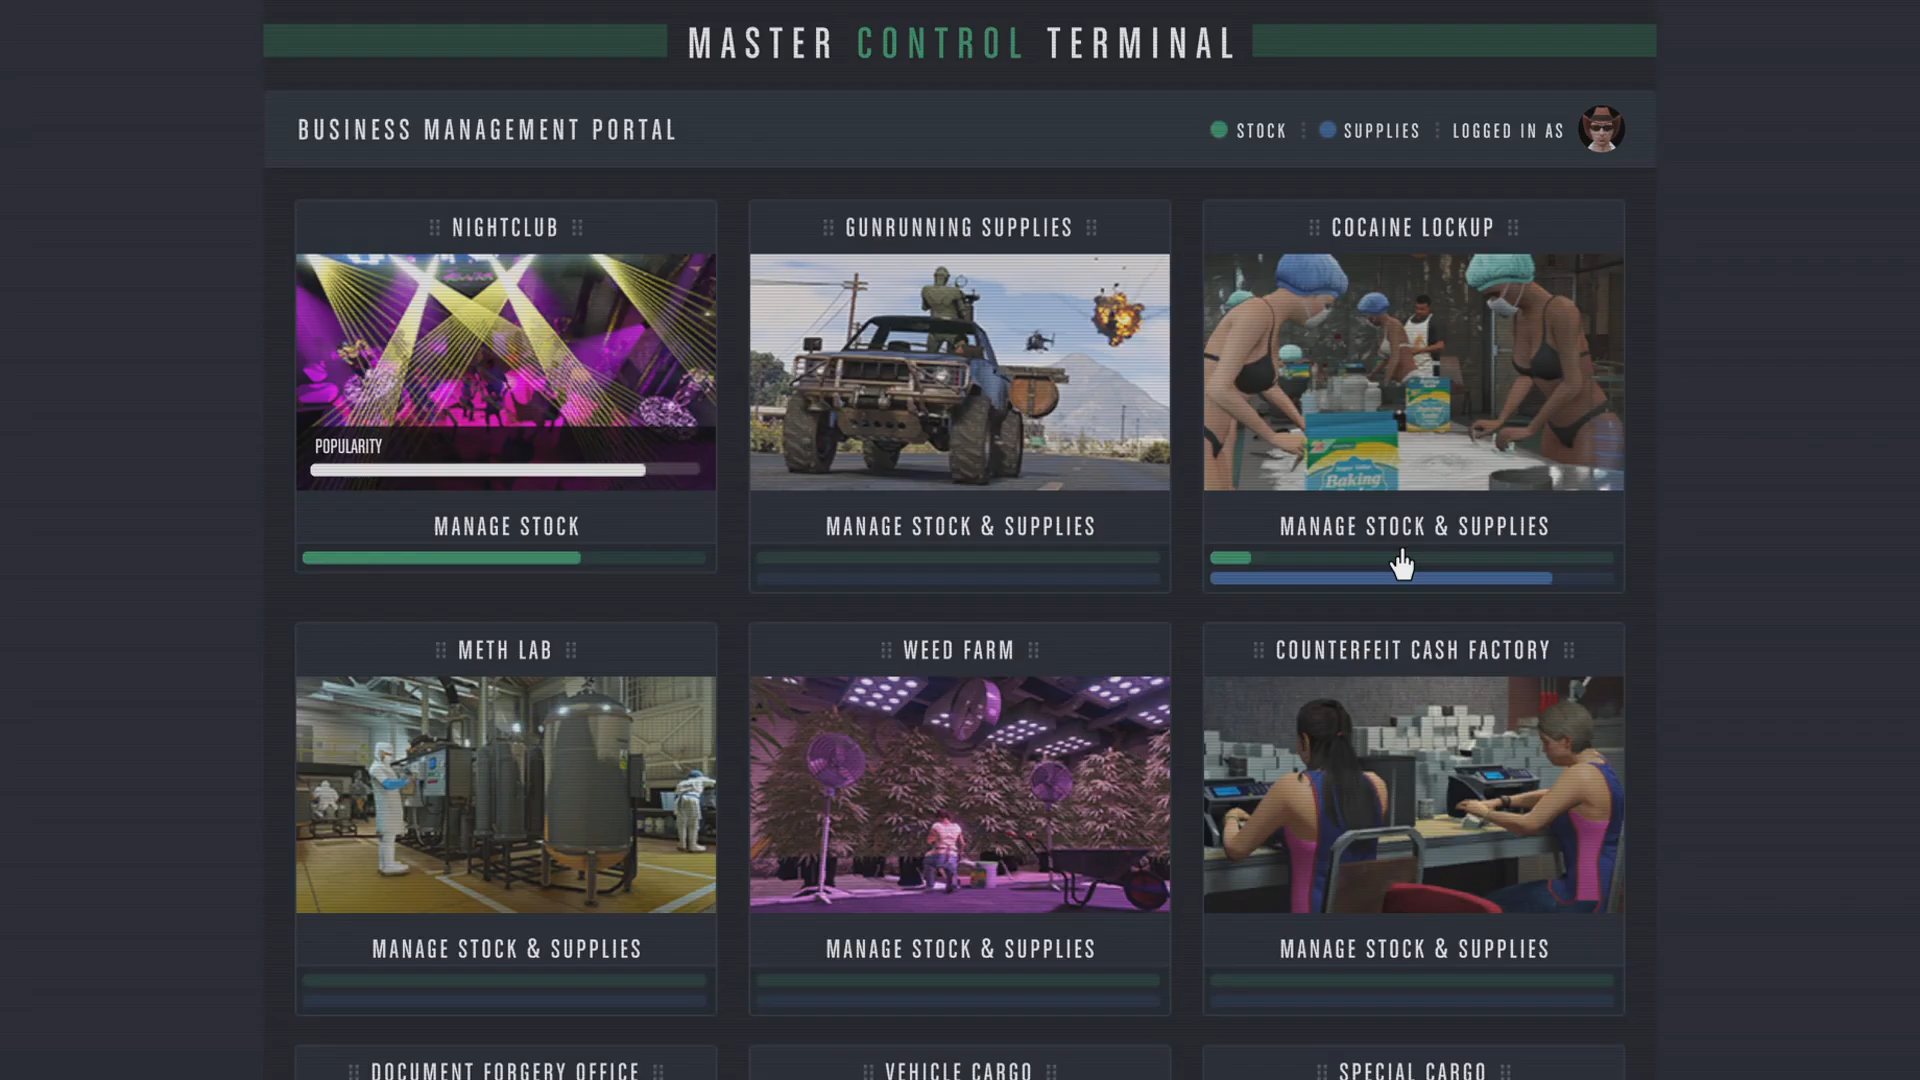 MASTER CONTROL TERMINAL
BUSINESS MANAGEMENT PORTAL
STOCK
SUPPLIES
LOGGED IN AS
NIGHTCLUB
GUNRUNNING SUPPLIES
COCAINE LOCKUP
POPULARITY
Baking
MANAGE STOCK
MANAGE STOCK & SUPPLIES
MANAGE STOCK & SUPPLIES
METH LAB
WEED FARM
COUNTERFEIT CASH FACTORY
MANAGE STOCK & SUPPLIES
MANAGE STOCK & SUPPLIES
MANAGE STOCK & SUPPLIES
DOCUMENT FORGERY OFFICE
VEHICLE CARGO
SPECIAL CARGO